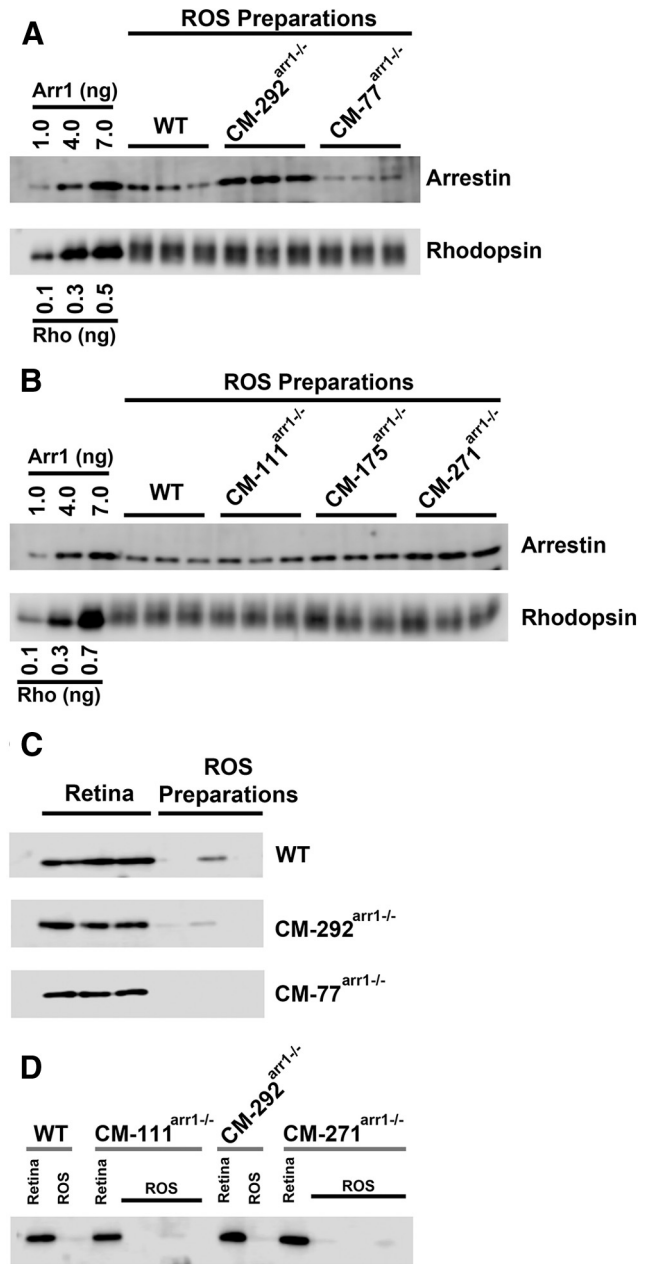 A
ROS Preparations
Arr1 (ng)
1.0 4.0 7.0
WT
CM-292arr1-/-
CM-77arr1-/-
Arrestin
Rhodopsin
0.1 0.3 0.5
Rho (ng)
B
ROS Preparations
Arr1 (ng)
1.0 4.0 7.0
WT
CM-111arr1-/-
CM-175arr1-/-
CM-271arr1-/-
Arrestin
Rhodopsin
0.1 0.3 0.7
Rho (ng)
C
Retina
ROS
Preparations
WT
CM-292arr1-/-
CM-77arr1-/-
D
WT
CM-111arr1-/-
CM-292arr1-/-
CM-271arr1-/-
Retina ROS Retina ROS Retina ROS Retina ROS